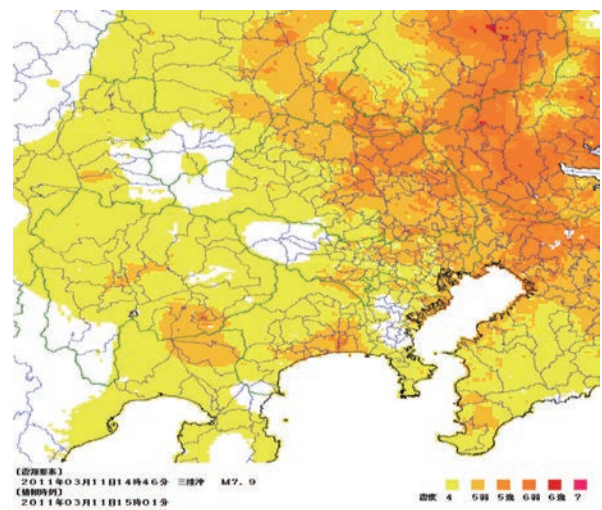 [震源要素]
2011年03月11日14時46分 三陸沖 M7.9
[情報時刻]
2011年03月11日15時01分
震度 4 5弱 5強 6弱 6強 7